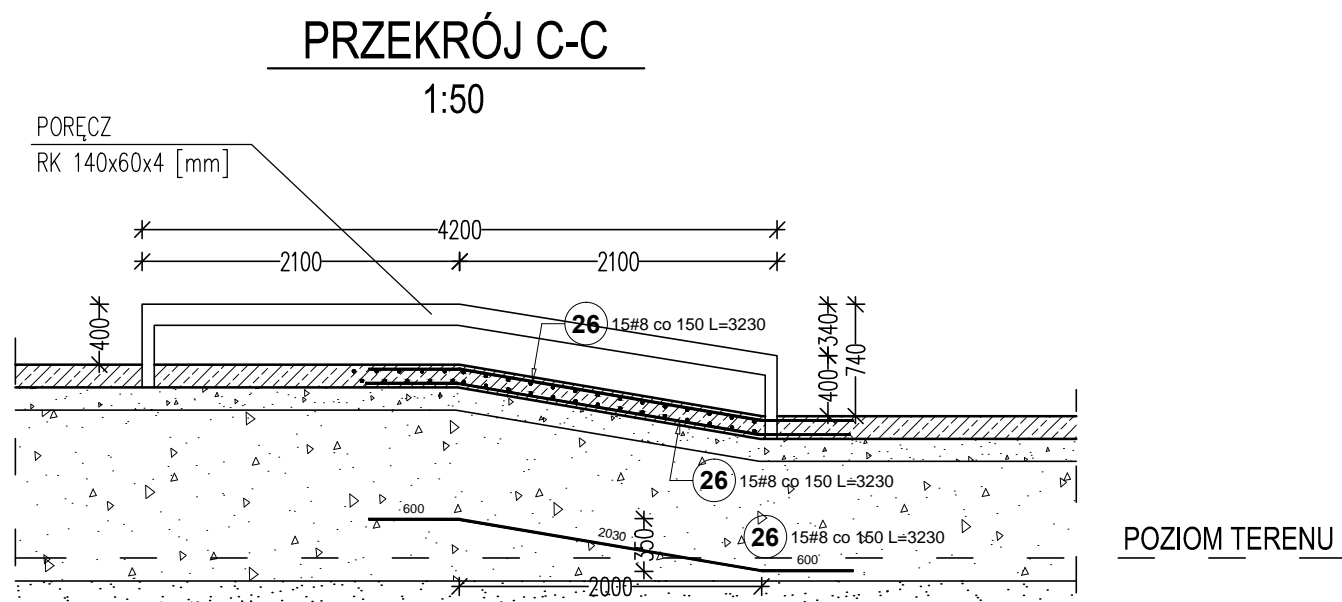 PRZEKRÓJ C-C
1:50
PORĘCZ
RK 140x60x4 [mm]
4200
2100 2100
400
26 15#8 co 150 L=3230
340
400
740
26 15#8 co 150 L=3230
600
2030
350
26 15#8 co 150 L=3230
600
2000
POZIOM TERENU